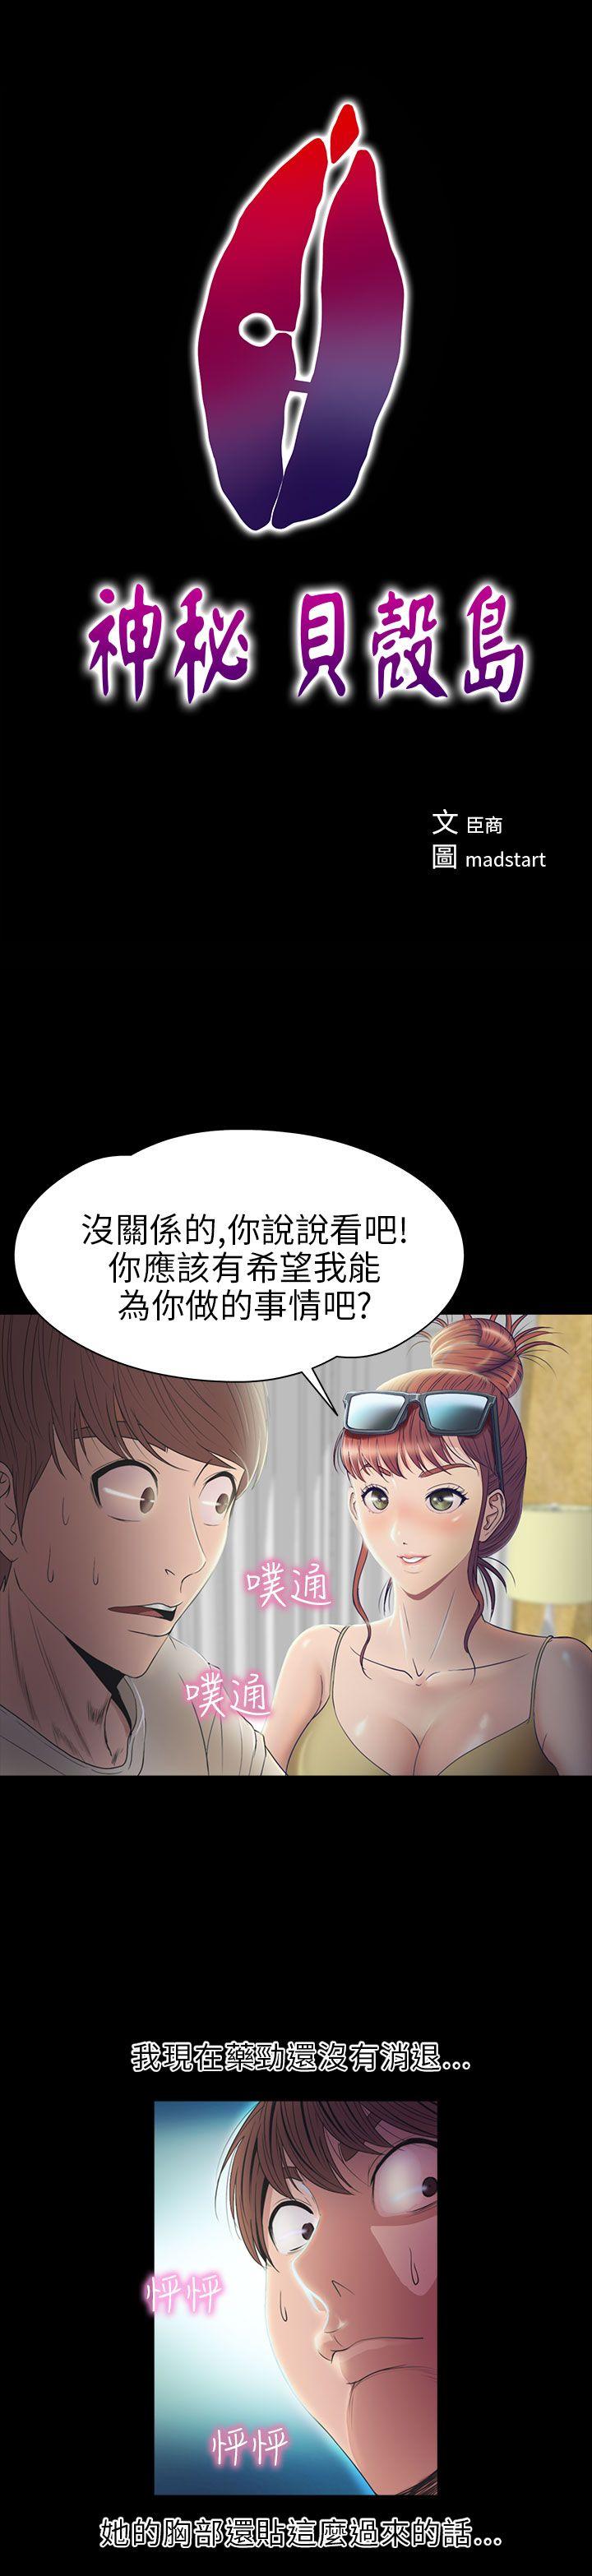 神秘 貝殼島
文 臣商
圖 madstart
沒關係的,你說說看吧!
你應該有希望我能
為你做的事情吧?
噗通
噗通
我現在藥勁還沒有消退...
怦怦
怦怦
她的胸部還貼這麼過來的話...